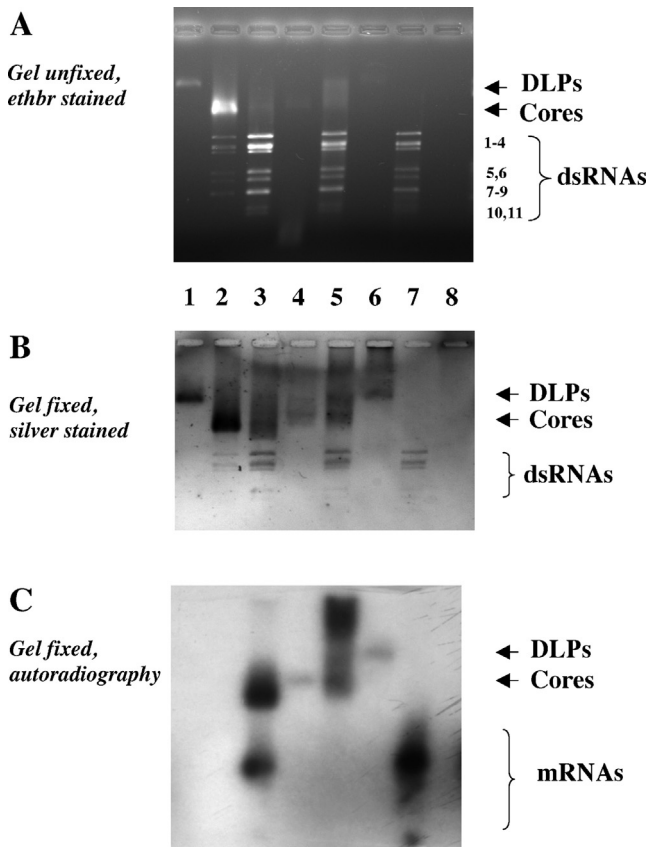 A
Gel unfixed,
ethbr stained
DLPs
Cores
1-4
5,6
7-9
10,11
dsRNAs
1 2 3 4 5 6 7 8
B
Gel fixed,
silver stained
DLPs
Cores
dsRNAs
C
Gel fixed,
autoradiography
DLPs
Cores
mRNAs